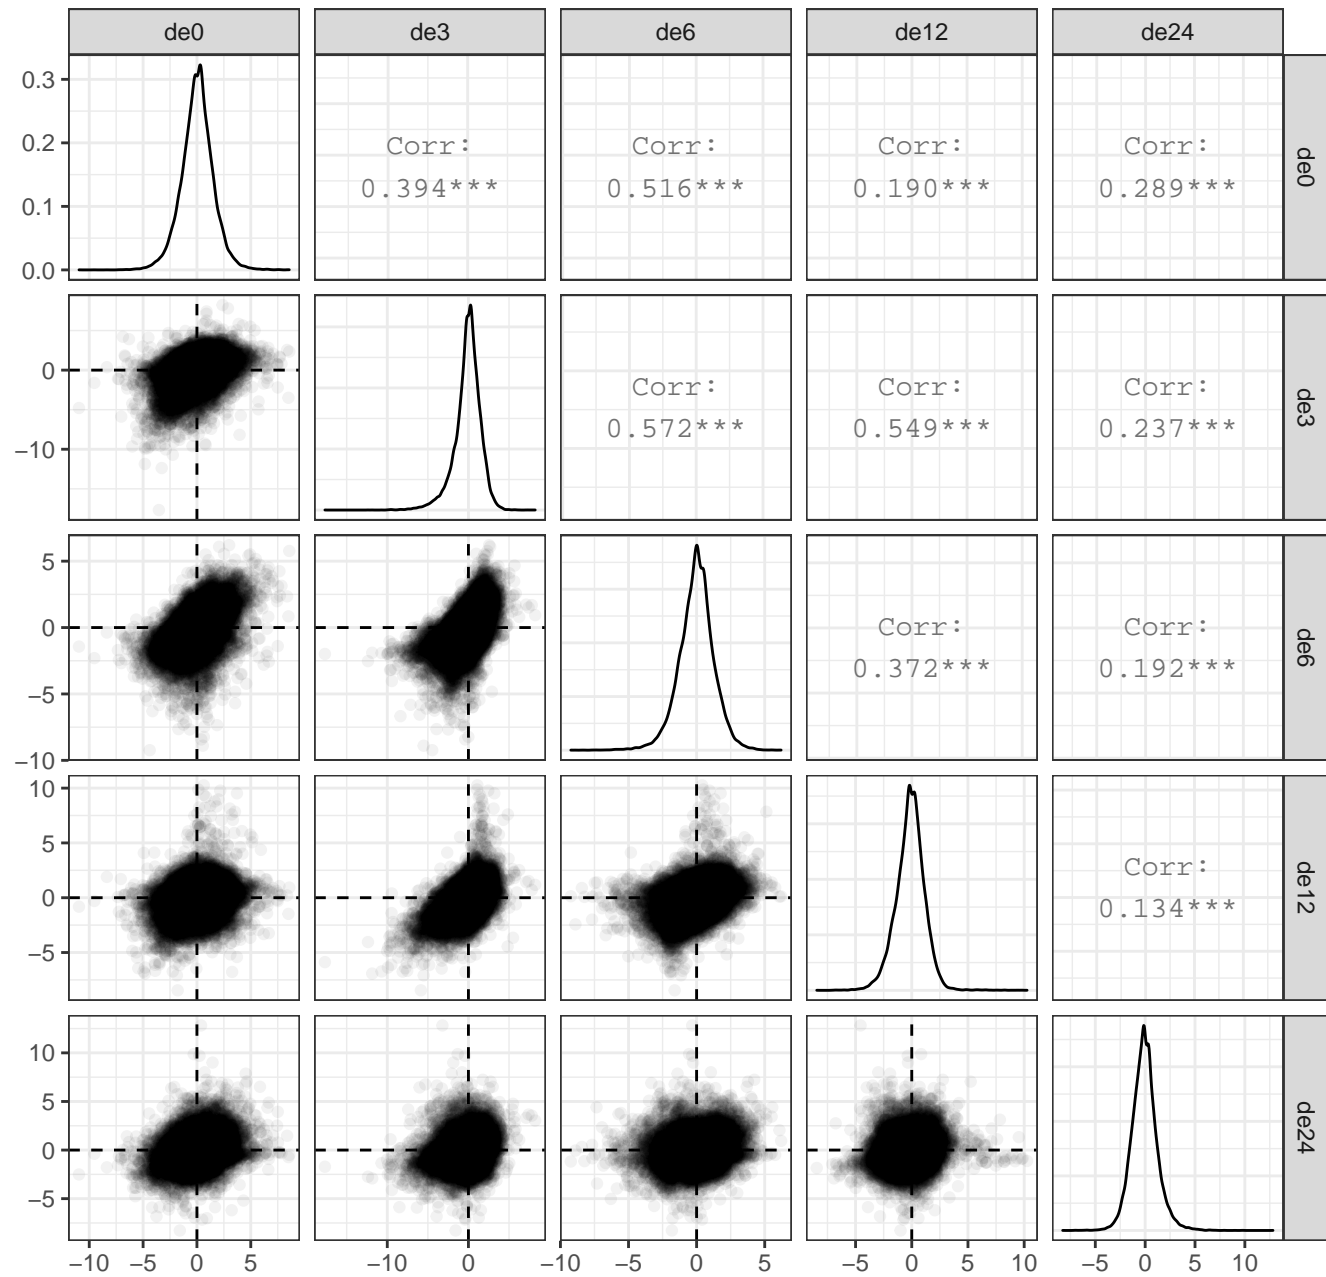 de0 de3 de6 de12 de24
0.3
0.2
0.1
0.0
Corr:
0.394***
Corr:
0.516***
Corr:
0.190***
Corr:
0.289***
de0
0
−10
Corr:
0.572***
Corr:
0.549***
Corr:
0.237***
de3
5
0
−5
−10
Corr:
0.372***
Corr:
0.192***
de6
10
5
0
−5
Corr:
0.134***
de12
10
5
0
−5
de24
−10 −5 0 5 −10 0 −10 −5 0 5 −5 0 5 10 −5 0 5 10